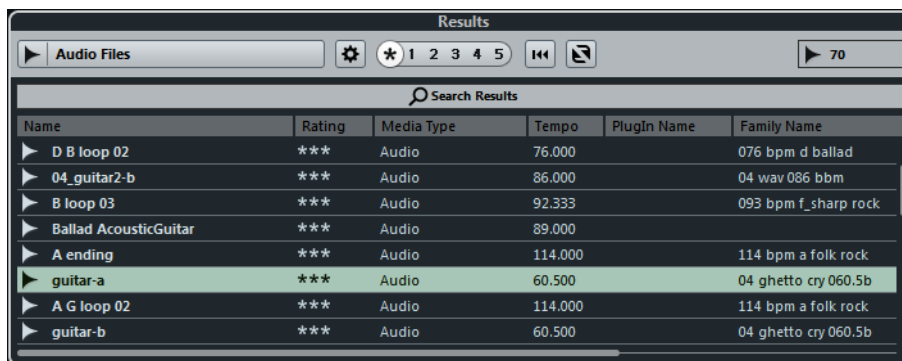 Results
Audio Files * 1 2 3 4 5 70
Search Results
Name Rating Media Type Tempo PlugIn Name Family Name
D B loop 02 *** Audio 76.000 076 bpm d ballad
04_guitar2-b *** Audio 86.000 04 wav 086 bbm
B loop 03 *** Audio 92.333 093 bpm f_sharp rock
Ballad AcousticGuitar *** Audio 89.000
A ending *** Audio 114.000 114 bpm a folk rock
guitar-a *** Audio 60.500 04 ghetto cry 060.5b
A G loop 02 *** Audio 114.000 114 bpm a folk rock
guitar-b *** Audio 60.500 04 ghetto cry 060.5b